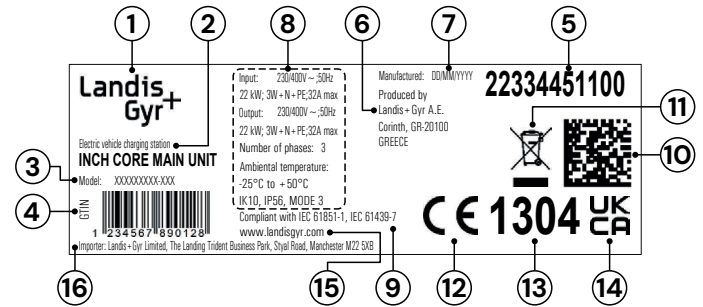 1
2
8
6
7
5
Landis
Gyr+
Electric vehicle charging station
INCH CORE MAIN UNIT
3
Model: XXXXXXXXX-XXX
4
GTIN
1 234567 890128
16
Importer: Landis+Gyr Limited, The Landing Trident Business Park, Styal Road, Manchester M22 5XB
Input: 230/400V ~ ;50Hz
22 kW; 3W + N + PE;32A max
Output: 230/400V ~ ;50Hz
22 kW; 3W + N + PE;32A max
Number of phases: 3
Ambiental temperature:
-25°C to +50°C
IK10, IP56, MODE 3
Compliant with IEC 61851-1, IEC 61439-7
www.landisgyr.com
15
9
Manufactured: DD/MM/YYYY
Produced by
Landis+Gyr A.E.
Corinth, GR-20100
GREECE
22334451100
11
10
CE 1304 UK
CA
12
13
14